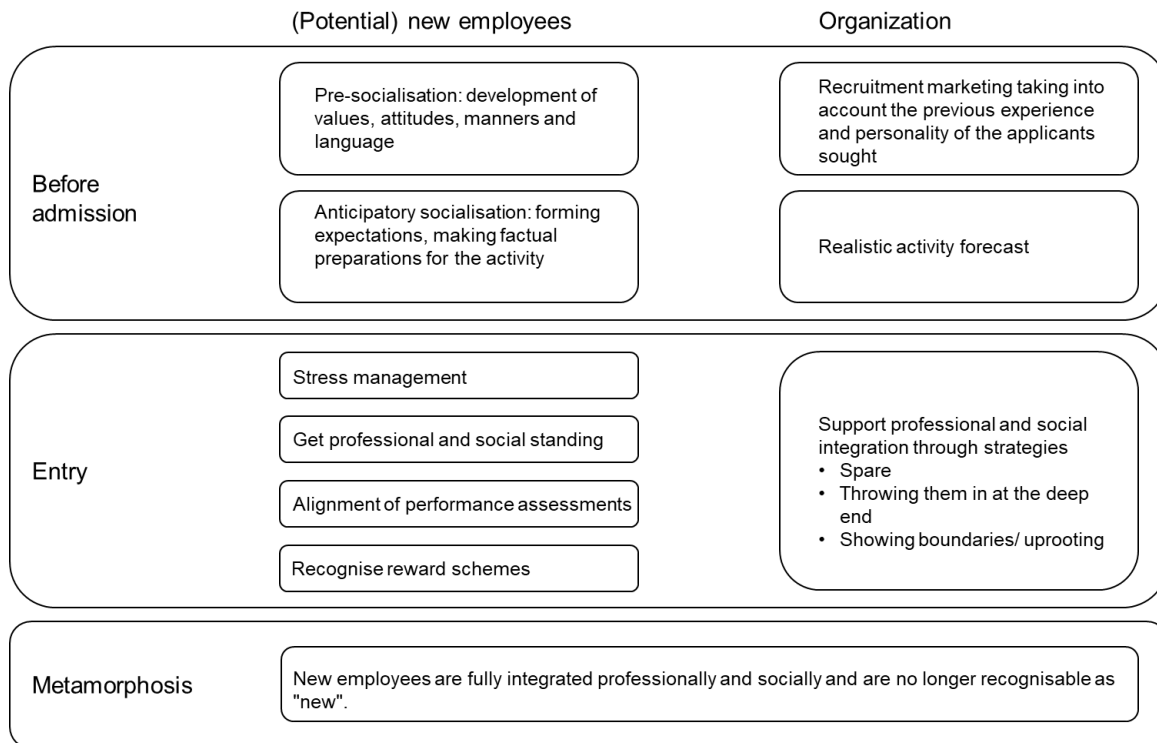 (Potential) new employees
Organization
Before
admission
Pre-socialisation: development of
values, attitudes, manners and
language
Recruitment marketing taking into
account the previous experience
and personality of the applicants
sought
Anticipatory socialisation: forming
expectations, making factual
preparations for the activity
Realistic activity forecast
Entry
Stress management
Get professional and social standing
Alignment of performance assessments
Recognise reward schemes
Support professional and social
integration through strategies
• Spare
• Throwing them in at the deep
end
• Showing boundaries/ uprooting
Metamorphosis
New employees are fully integrated professionally and socially and are no longer recognisable as
"new".